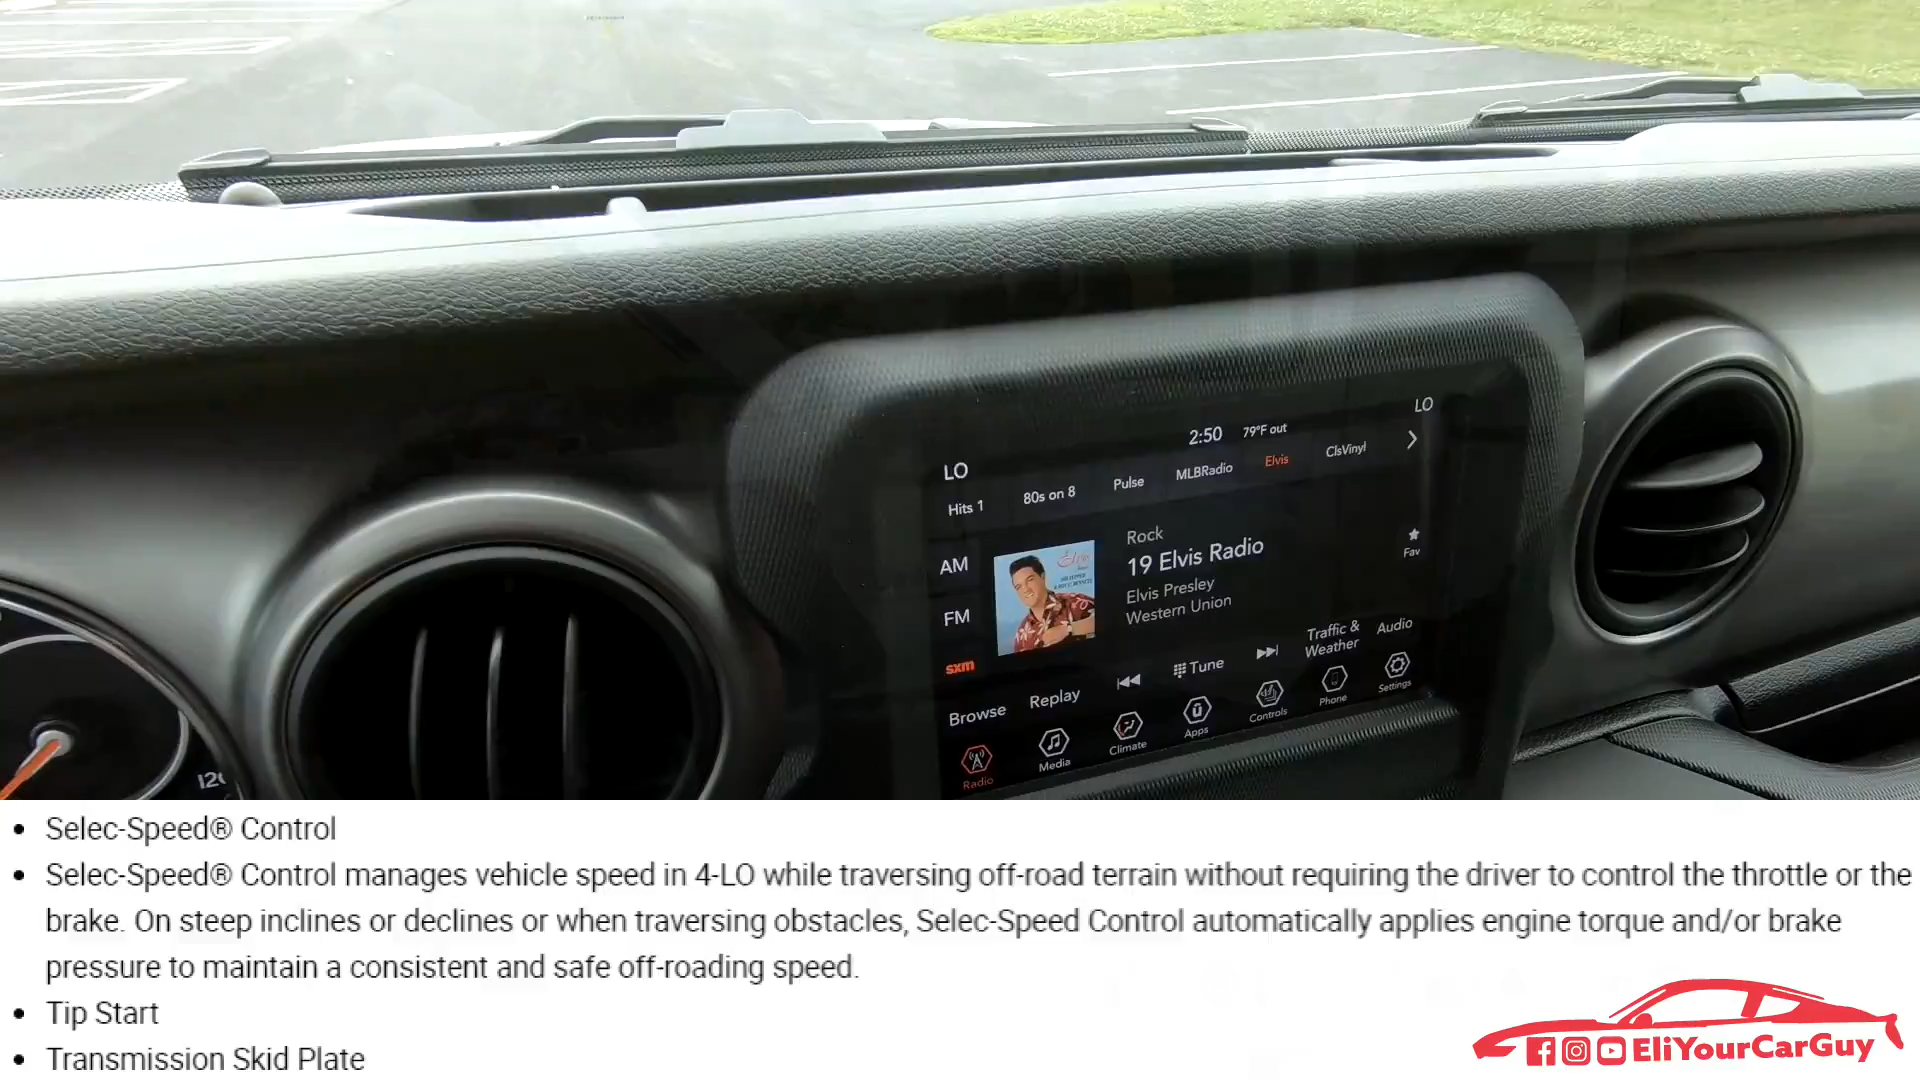 LO
2:50 79°F out
LO
Hits 1 80s on 8 Pulse MLBRadio Elvis ClsVinyl
AM
FM
sxm
Elvis
Rock
19 Elvis Radio
Elvis Presley
Western Union
Fav
Browse Replay Tune Traffic & Weather Audio
Radio Media Climate Apps Controls Phone Settings
120
• Selec-Speed® Control
• Selec-Speed® Control manages vehicle speed in 4-LO while traversing off-road terrain without requiring the driver to control the throttle or the
brake. On steep inclines or declines or when traversing obstacles, Selec-Speed Control automatically applies engine torque and/or brake
pressure to maintain a consistent and safe off-roading speed.
• Tip Start
• Transmission Skid Plate
EliYourCarGuy